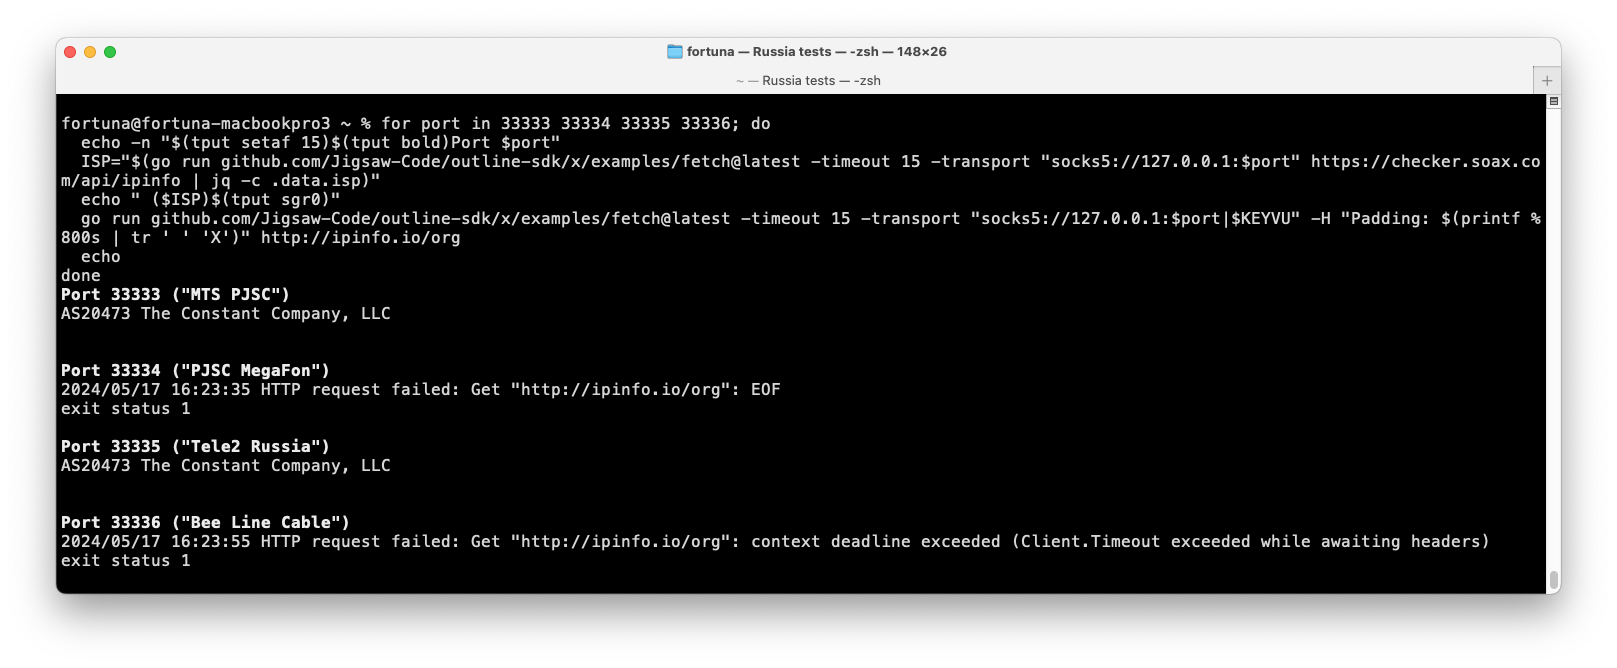 fortuna — Russia tests — -zsh — 148×26
~ — Russia tests — -zsh
fortuna@fortuna-macbookpro3 ~ % for port in 33333 33334 33335 33336; do
  echo -n "$(tput setaf 15)$(tput bold)Port $port"
  ISP="$(go run github.com/Jigsaw-Code/outline-sdk/x/examples/fetch@latest -timeout 15 -transport "socks5://127.0.0.1:$port" https://checker.soax.co
m/api/ipinfo | jq -c .data.isp)"
  echo " ($ISP)$(tput sgr0)"
  go run github.com/Jigsaw-Code/outline-sdk/x/examples/fetch@latest -timeout 15 -transport "socks5://127.0.0.1:$port|$KEYVU" -H "Padding: $(printf %
800s | tr ' ' 'X')" http://ipinfo.io/org
  echo
done
Port 33333 ("MTS PJSC")
AS20473 The Constant Company, LLC
Port 33334 ("PJSC MegaFon")
2024/05/17 16:23:35 HTTP request failed: Get "http://ipinfo.io/org": EOF
exit status 1
Port 33335 ("Tele2 Russia")
AS20473 The Constant Company, LLC
Port 33336 ("Bee Line Cable")
2024/05/17 16:23:55 HTTP request failed: Get "http://ipinfo.io/org": context deadline exceeded (Client.Timeout exceeded while awaiting headers)
exit status 1